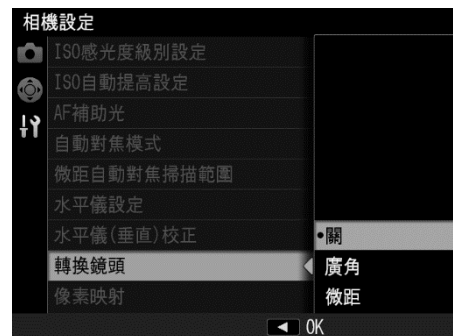 相機設定
ISO感光度級別設定
ISO自動提高設定
AF補助光
自動對焦模式
微距自動對焦掃描範圍
水平儀設定
水平儀(垂直)校正
•關
轉換鏡頭
廣角
像素映射
微距
OK